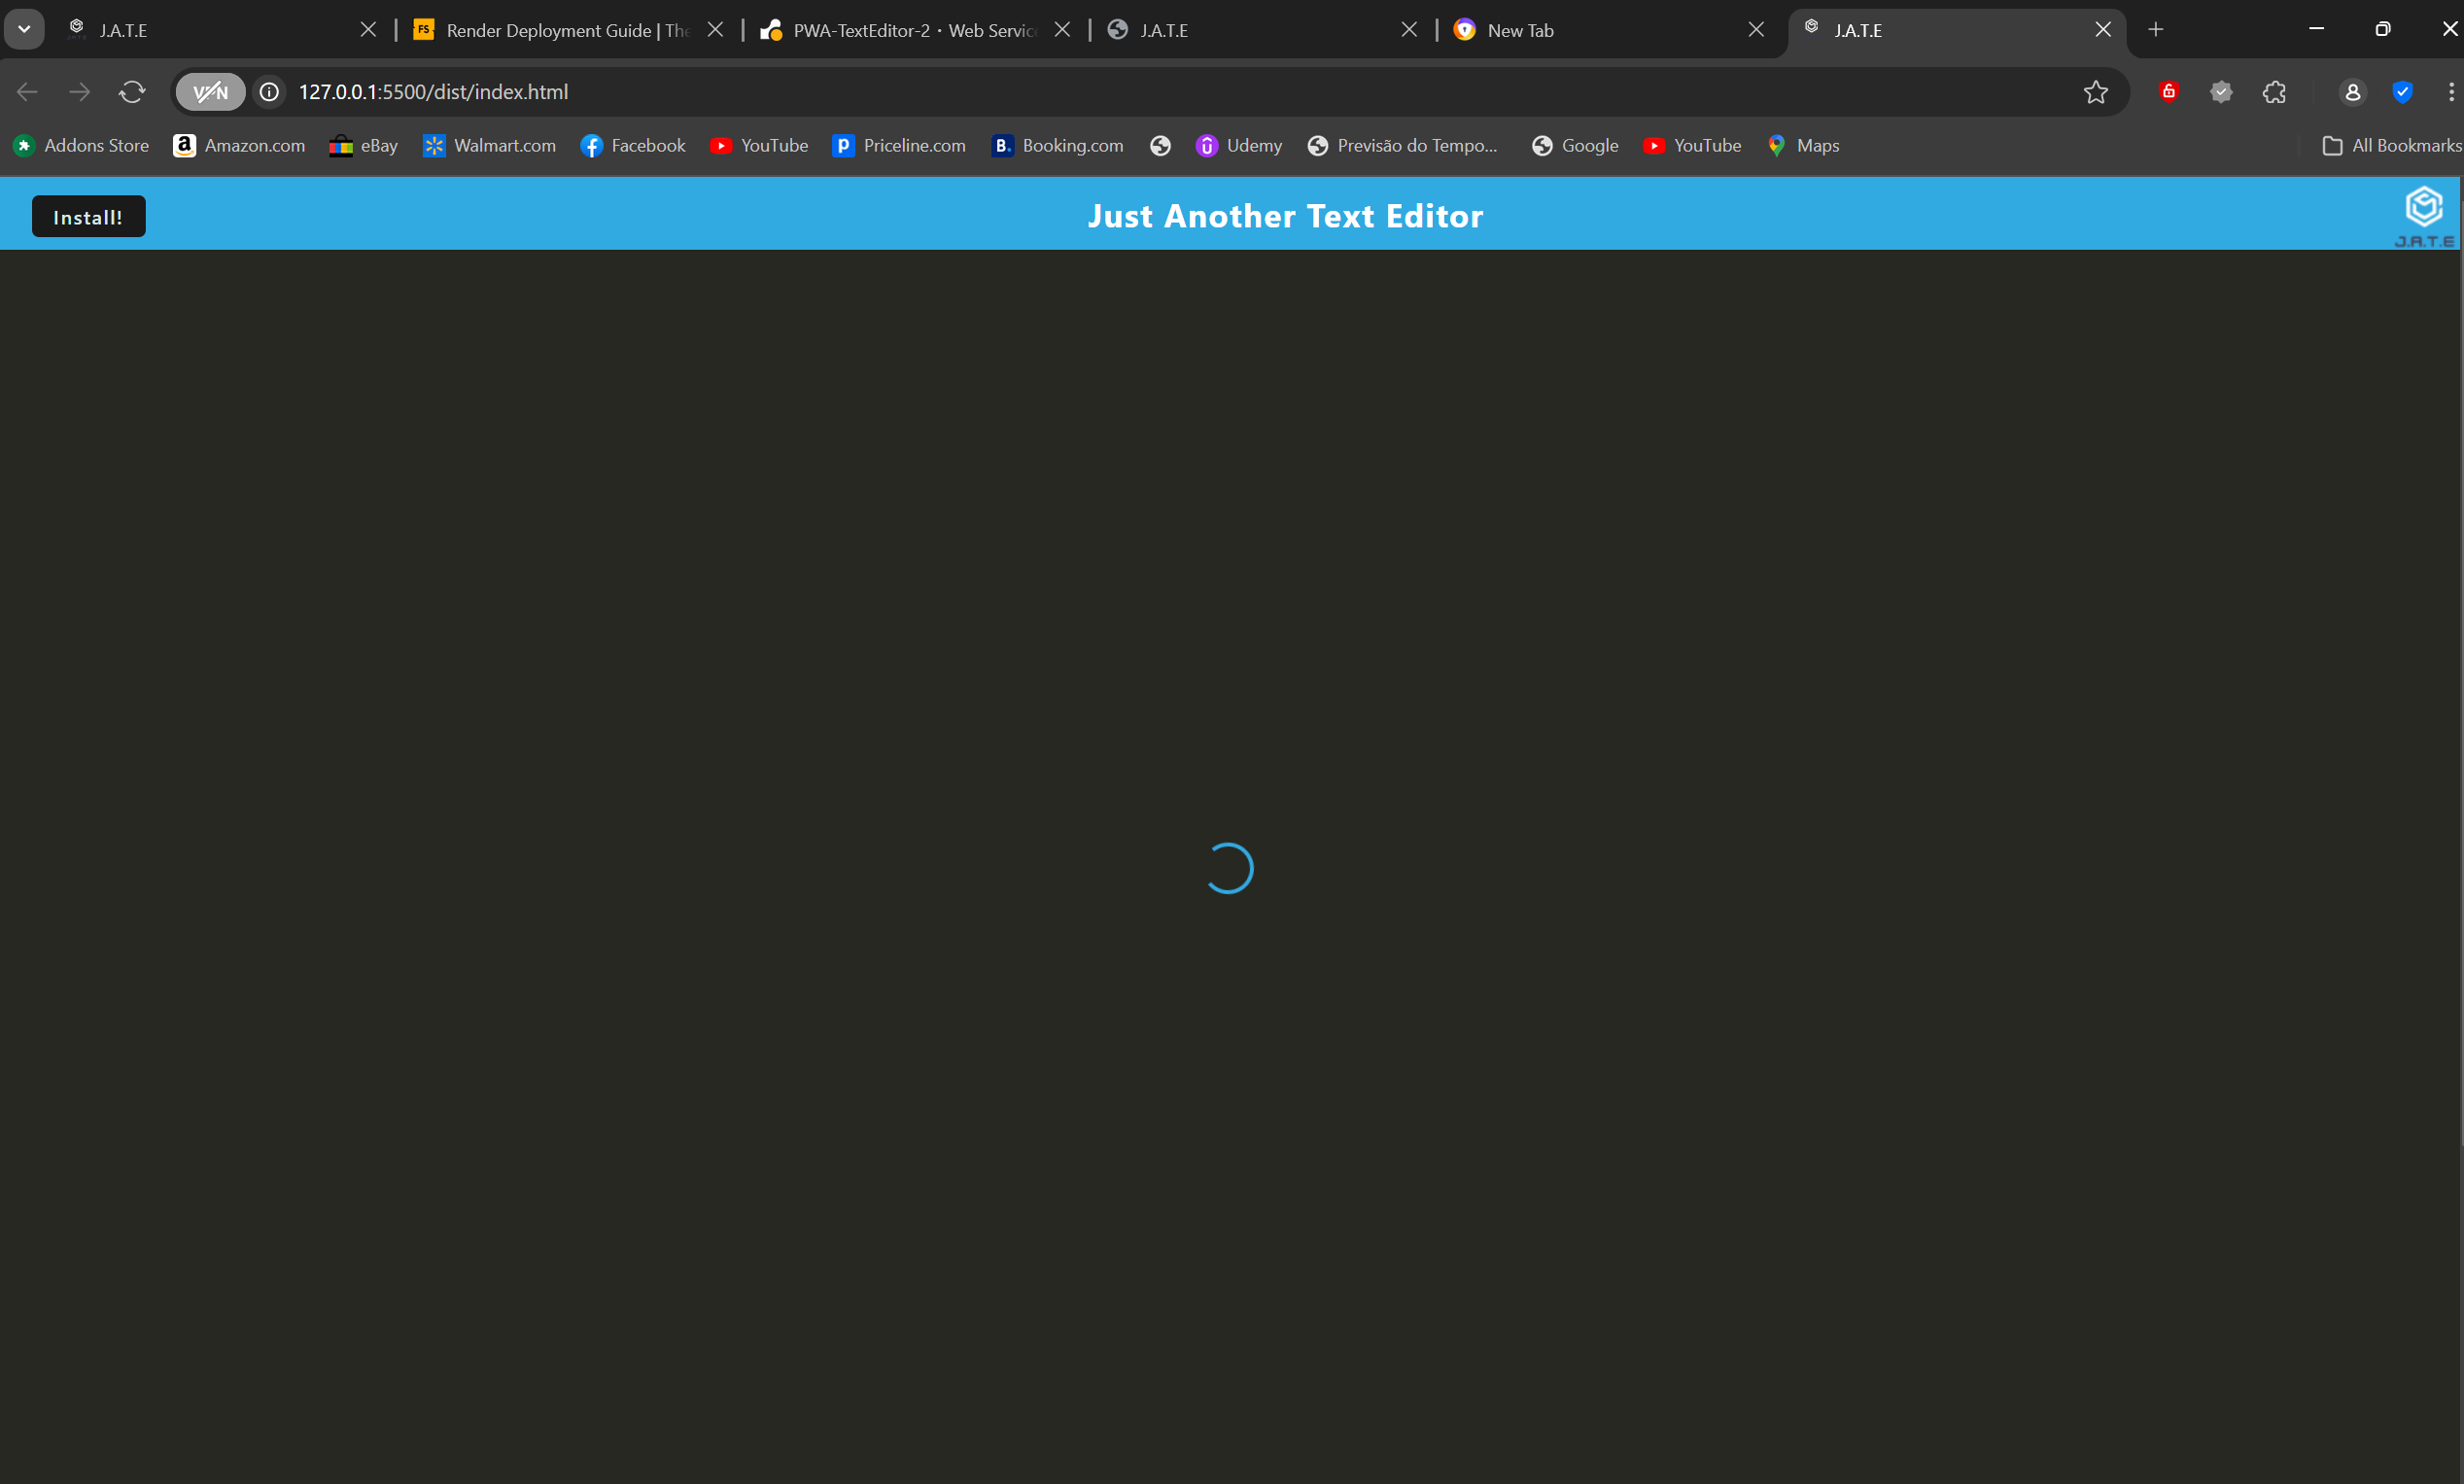 J.A.T.E
FS Render Deployment Guide | The
PWA-TextEditor-2 · Web Servic
J.A.T.E
New Tab
J.A.T.E
VPN 127.0.0.1:5500/dist/index.html
Addons Store Amazon.com eBay Walmart.com Facebook YouTube Priceline.com B. Booking.com Udemy Previsão do Tempo... Google YouTube Maps All Bookmarks
Install! Just Another Text Editor
J.A.T.E